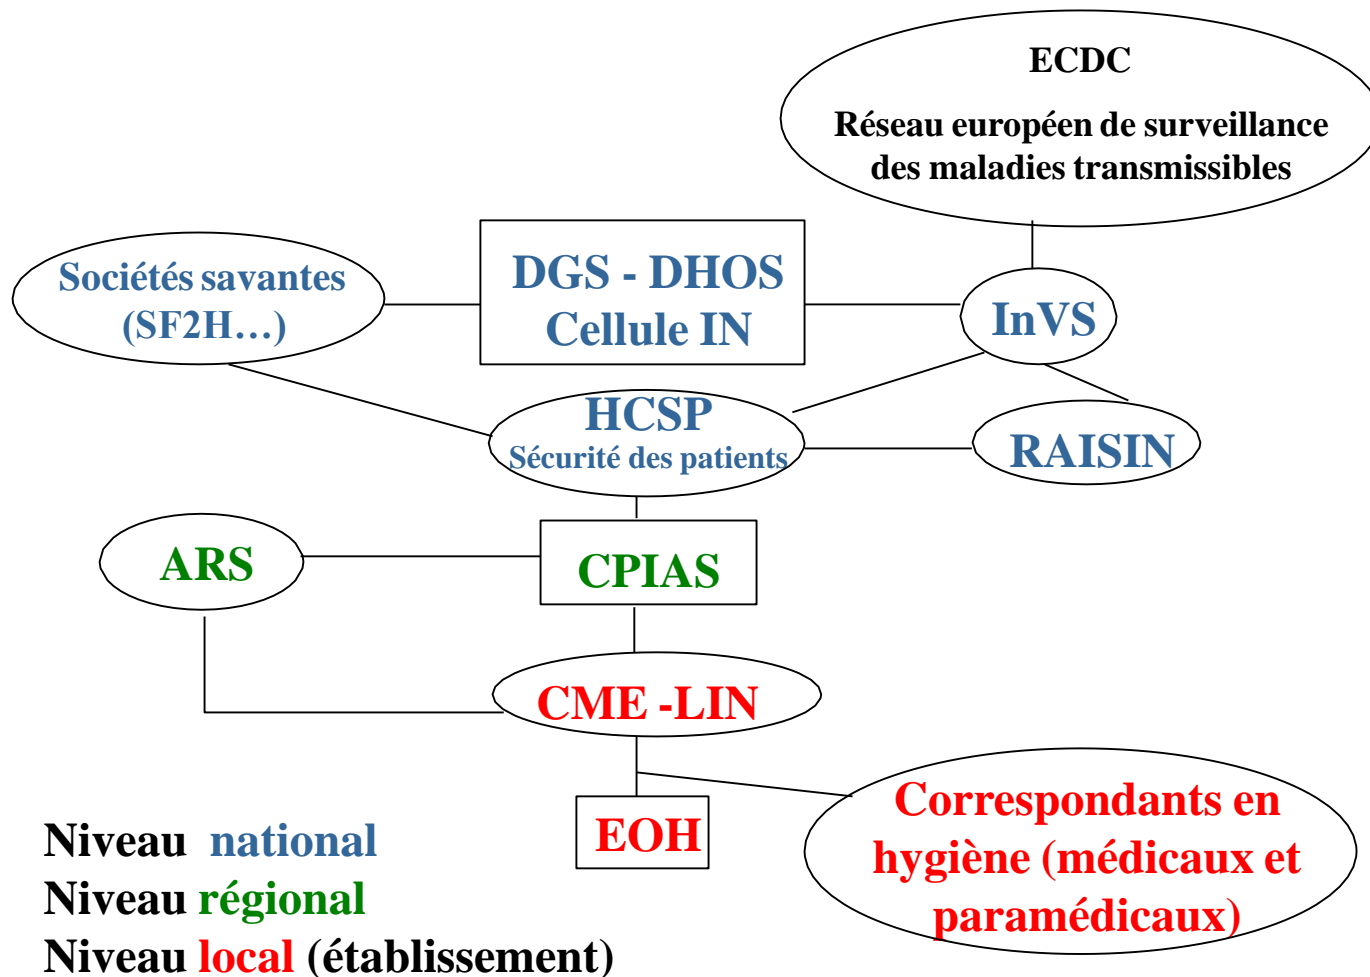 ECDC
Réseau européen de surveillance
des maladies transmissibles
Sociétés savantes
(SF2H…)
DGS - DHOS
Cellule IN
InVS
HCSP
Sécurité des patients
RAISIN
ARS
CPIAS
CME -LIN
EOH
Correspondants en
hygiène (médicaux et
paramédicaux)
Niveau national
Niveau régional
Niveau local (établissement)